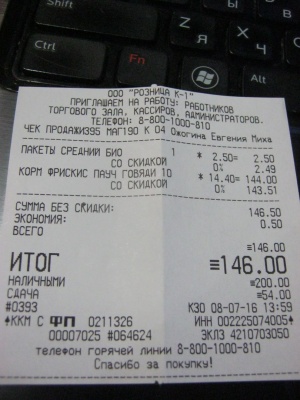 Shift
Ctrl
Fn
Alt
Я
ООО "РОЗНИЦА К-1"
ПРИГЛАШАЕМ НА РАБОТУ: РАБОТНИКОВ
ТОРГОВОГО ЗАЛА, КАССИРОВ, АДМИНИСТРАТОРОВ.
ТЕЛЕФОН: 8-800-1000-810
ЧЕК ПРОДАЖИ395 МАГ190 К 04 Ожогина Евгения Миха
ПАКЕТЫ СРЕДНИЙ БИО 1 * 2.50= 2.50
СО СКИДКОЙ 0% 2.49
КОРМ ФРИСКИС ПАУЧ ГОВЯДИ 10 * 14.40= 144.00
СО СКИДКОЙ 0% 143.51
СУММА БЕЗ СКИДКИ: 146.50
ЭКОНОМИЯ: 0.50
ВСЕГО
≡146.00
ИТОГ ≡146.00
НАЛИЧНЫМИ ≡200.00
СДАЧА ≡54.00
#0393 КЗ0 08-07-16 13:59
♠ККМ С ФП 0211326 ИНН 002225074005♠
00007025 #064624 ЭКЛЗ 4210703050
телефон горячей линии 8-800-1000-810
Спасибо за покупку!